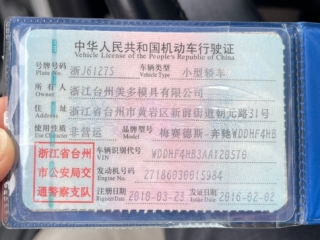 中华人民共和国机动车行驶证
Vehicle License of the People's Republic of China
号牌号码 浙J6127S 车辆类型 小型轿车
Plate No. Vehicle Type
所有人 浙江台州美多模具有限公司
Owner
住址 浙江省台州市黄岩区新前街道朝元路31号
Address
使用性质 非营运 品牌型号 梅赛德斯-奔驰WDDHF4HB
Use Character Model
浙江省台州市公安局交通警察支队
车辆识别代号 WDDHF4HB3AA120570
VIN
发动机号码 27186030015984
Engine No.
注册日期 2010-03-23 发证日期 2016-02-02
Register Date Issue Date